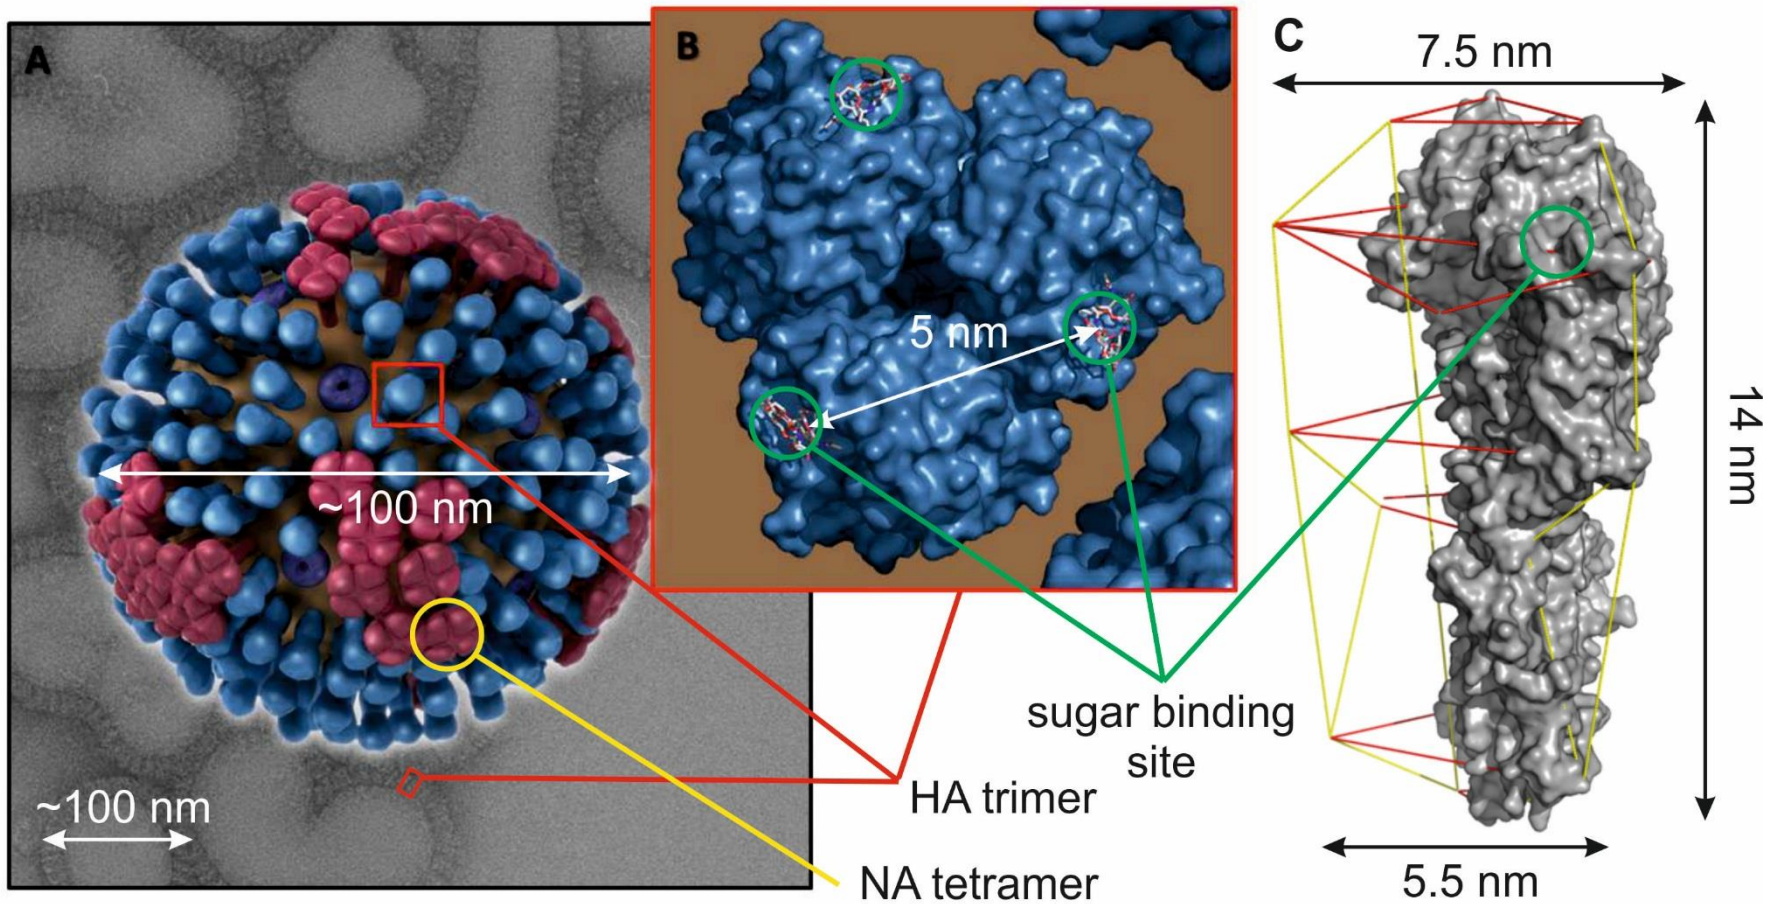 A
B
C
7.5 nm
5 nm
~100 nm
14 nm
sugar binding
site
HA trimer
~100 nm
NA tetramer
5.5 nm